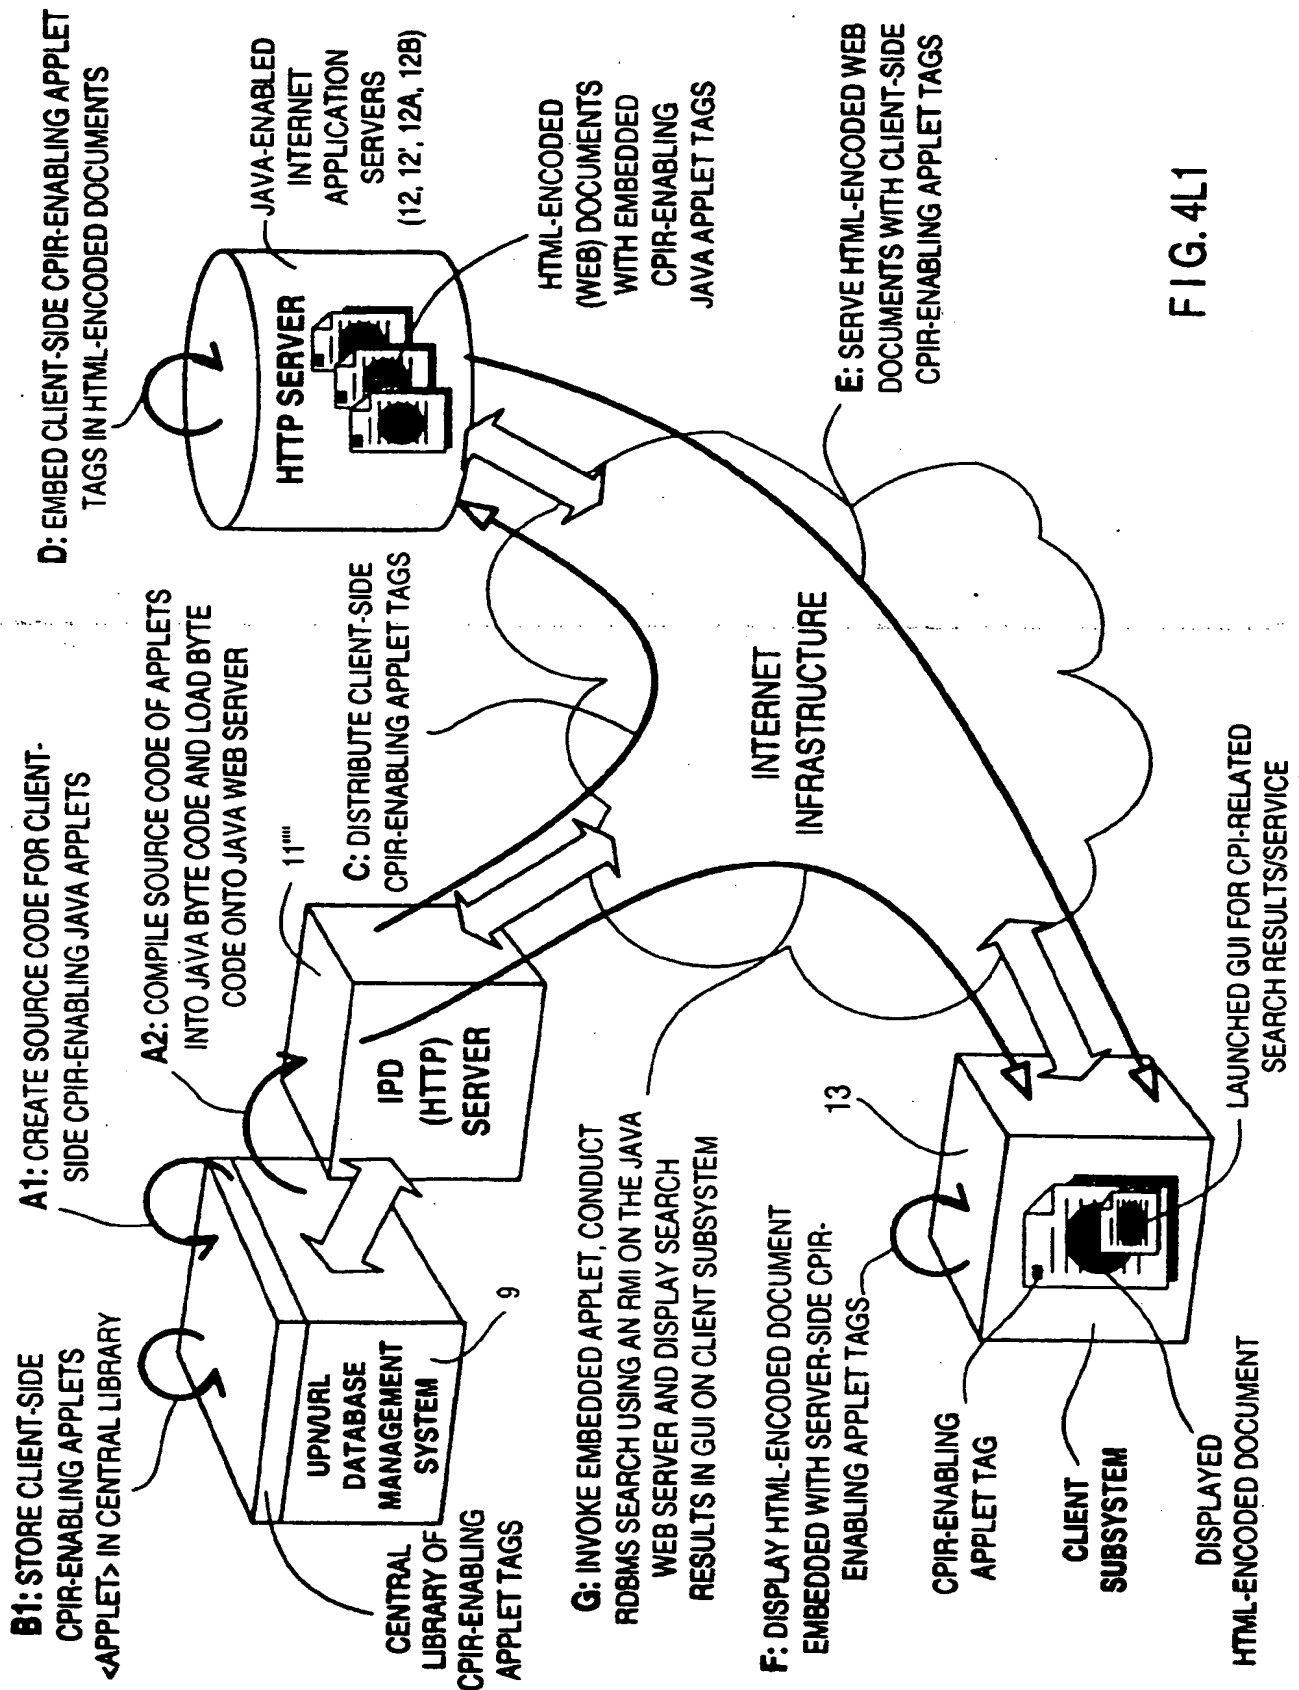 B1: STORE CLIENT-SIDE
CPIR-ENABLING APPLETS
<APPLET> IN CENTRAL LIBRARY
A1: CREATE SOURCE CODE FOR CLIENT-
SIDE CPIR-ENABLING JAVA APPLETS
A2: COMPILE SOURCE CODE OF APPLETS
INTO JAVA BYTE CODE AND LOAD BYTE
CODE ONTO JAVA WEB SERVER
D: EMBED CLIENT-SIDE CPIR-ENABLING APPLET
TAGS IN HTML-ENCODED DOCUMENTS
JAVA-ENABLED
INTERNET
APPLICATION
SERVERS
(12, 12', 12A, 12B)
HTTP SERVER
HTML-ENCODED
(WEB) DOCUMENTS
WITH EMBEDDED
CPIR-ENABLING
JAVA APPLET TAGS
11""
IPD
(HTTP)
SERVER
UPN/URL
DATABASE
MANAGEMENT
SYSTEM
9
CENTRAL
LIBRARY OF
CPIR-ENABLING
APPLET TAGS
C: DISTRIBUTE CLIENT-SIDE
CPIR-ENABLING APPLET TAGS
INTERNET
INFRASTRUCTURE
E: SERVE HTML-ENCODED WEB
DOCUMENTS WITH CLIENT-SIDE
CPIR-ENABLING APPLET TAGS
G: INVOKE EMBEDDED APPLET, CONDUCT
RDBMS SEARCH USING AN RMI ON THE JAVA
WEB SERVER AND DISPLAY SEARCH
RESULTS IN GUI ON CLIENT SUBSYSTEM
F: DISPLAY HTML-ENCODED DOCUMENT
EMBEDDED WITH SERVER-SIDE CPIR-
ENABLING APPLET TAGS
13
CPIR-ENABLING
APPLET TAG
CLIENT
SUBSYSTEM
DISPLAYED
HTML-ENCODED DOCUMENT
LAUNCHED GUI FOR CPI-RELATED
SEARCH RESULTS/SERVICE
FIG. 4L1